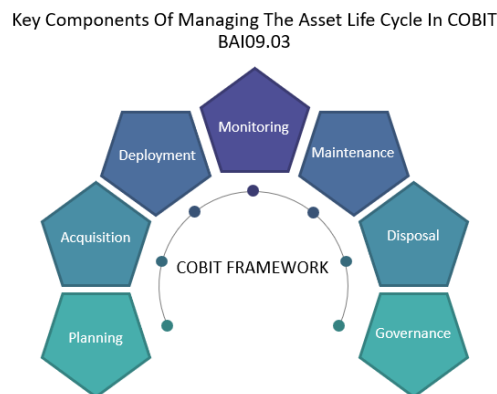 Key Components Of Managing The Asset Life Cycle In COBIT
BAI09.03
Monitoring
Deployment
Maintenance
Acquisition
Disposal
COBIT FRAMEWORK
Planning
Governance